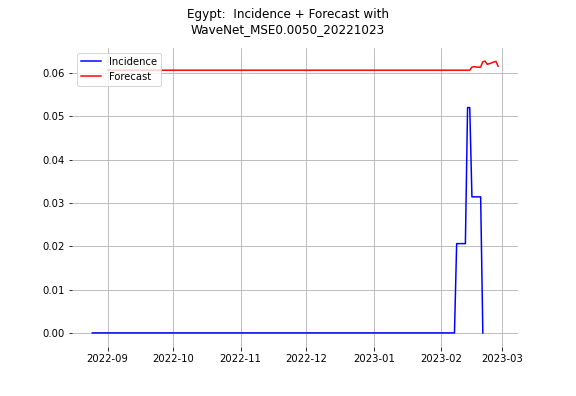 Egypt:  Incidence + Forecast with
WaveNet_MSE0.0050_20221023
Incidence
Forecast
0.06
0.05
0.04
0.03
0.02
0.01
0.00
2022-09 2022-10 2022-11 2022-12 2023-01 2023-02 2023-03